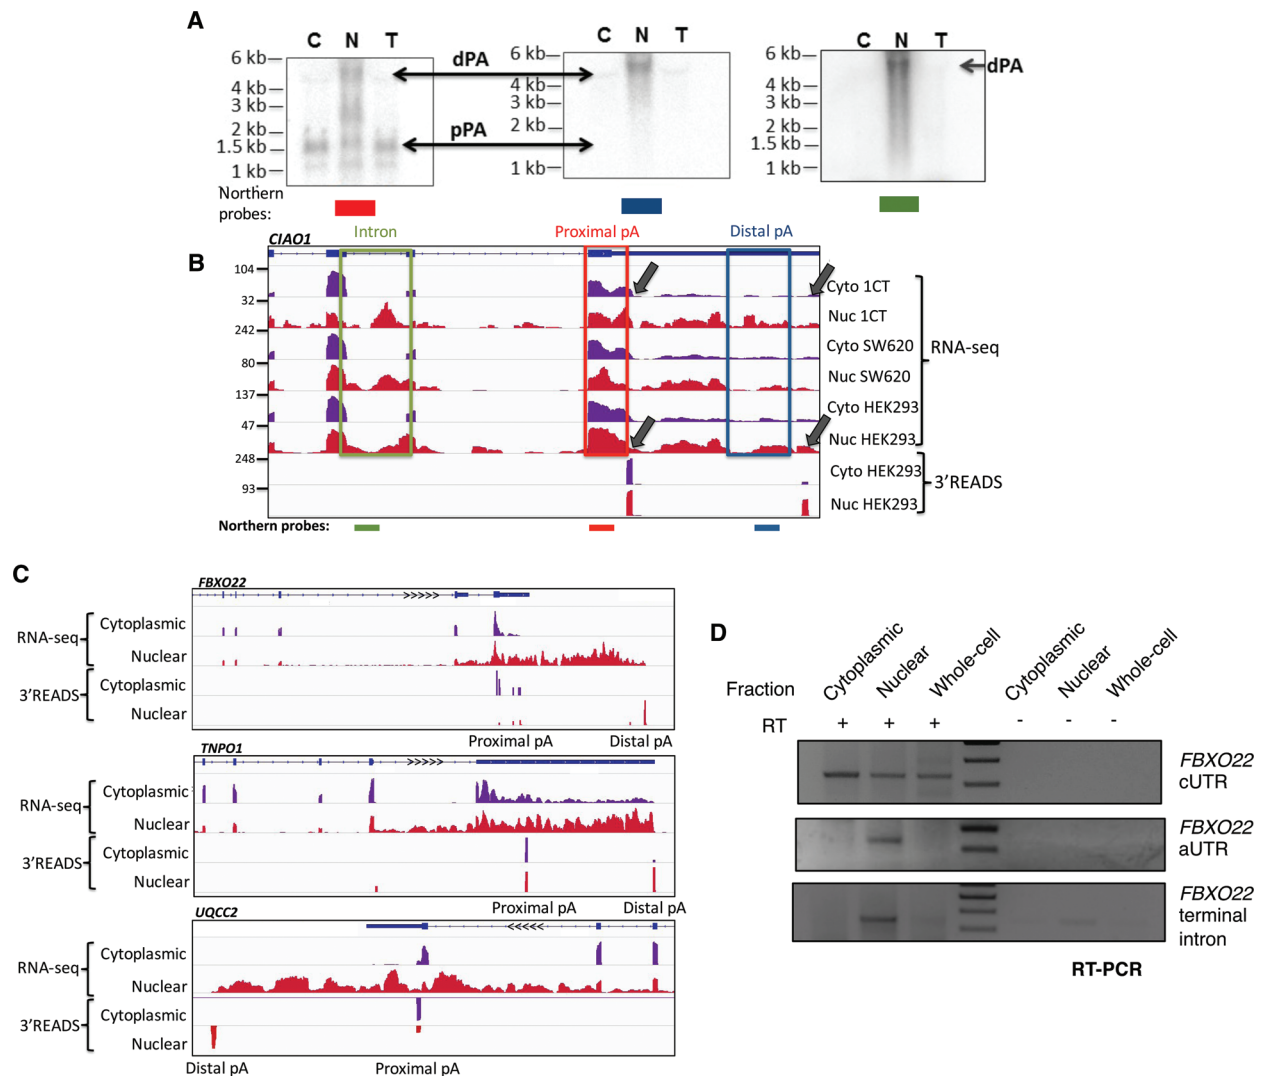 A
C N T
6 kb
4 kb
3 kb
2 kb
1.5 kb
1 kb
dPA
pPA
C N T
6 kb
4 kb
3 kb
2 kb
1 kb
C N T
6 kb
4 kb
3 kb
2 kb
1.5 kb
1 kb
dPA
Northern
probes:
B
CIAO1
Intron
Proximal pA
Distal pA
104
Cyto 1CT
32
Nuc 1CT
242
Cyto SW620
80
Nuc SW620
137
Cyto HEK293
47
Nuc HEK293
248
Cyto HEK293
93
Nuc HEK293
RNA-seq
3'READS
Northern probes:
C
FBXO22
>>>>>
RNA-seq
Cytoplasmic
Nuclear
3'READS
Cytoplasmic
Nuclear
Proximal pA
Distal pA
TNPO1
>>>>>
RNA-seq
Cytoplasmic
Nuclear
3'READS
Cytoplasmic
Nuclear
Proximal pA
Distal pA
UQCC2
<<<<<
RNA-seq
Cytoplasmic
Nuclear
3'READS
Cytoplasmic
Nuclear
Distal pA
Proximal pA
D
Fraction
Cytoplasmic
Nuclear
Whole-cell
Cytoplasmic
Nuclear
Whole-cell
RT + + + - - -
FBXO22
cUTR
FBXO22
aUTR
FBXO22
terminal
intron
RT-PCR